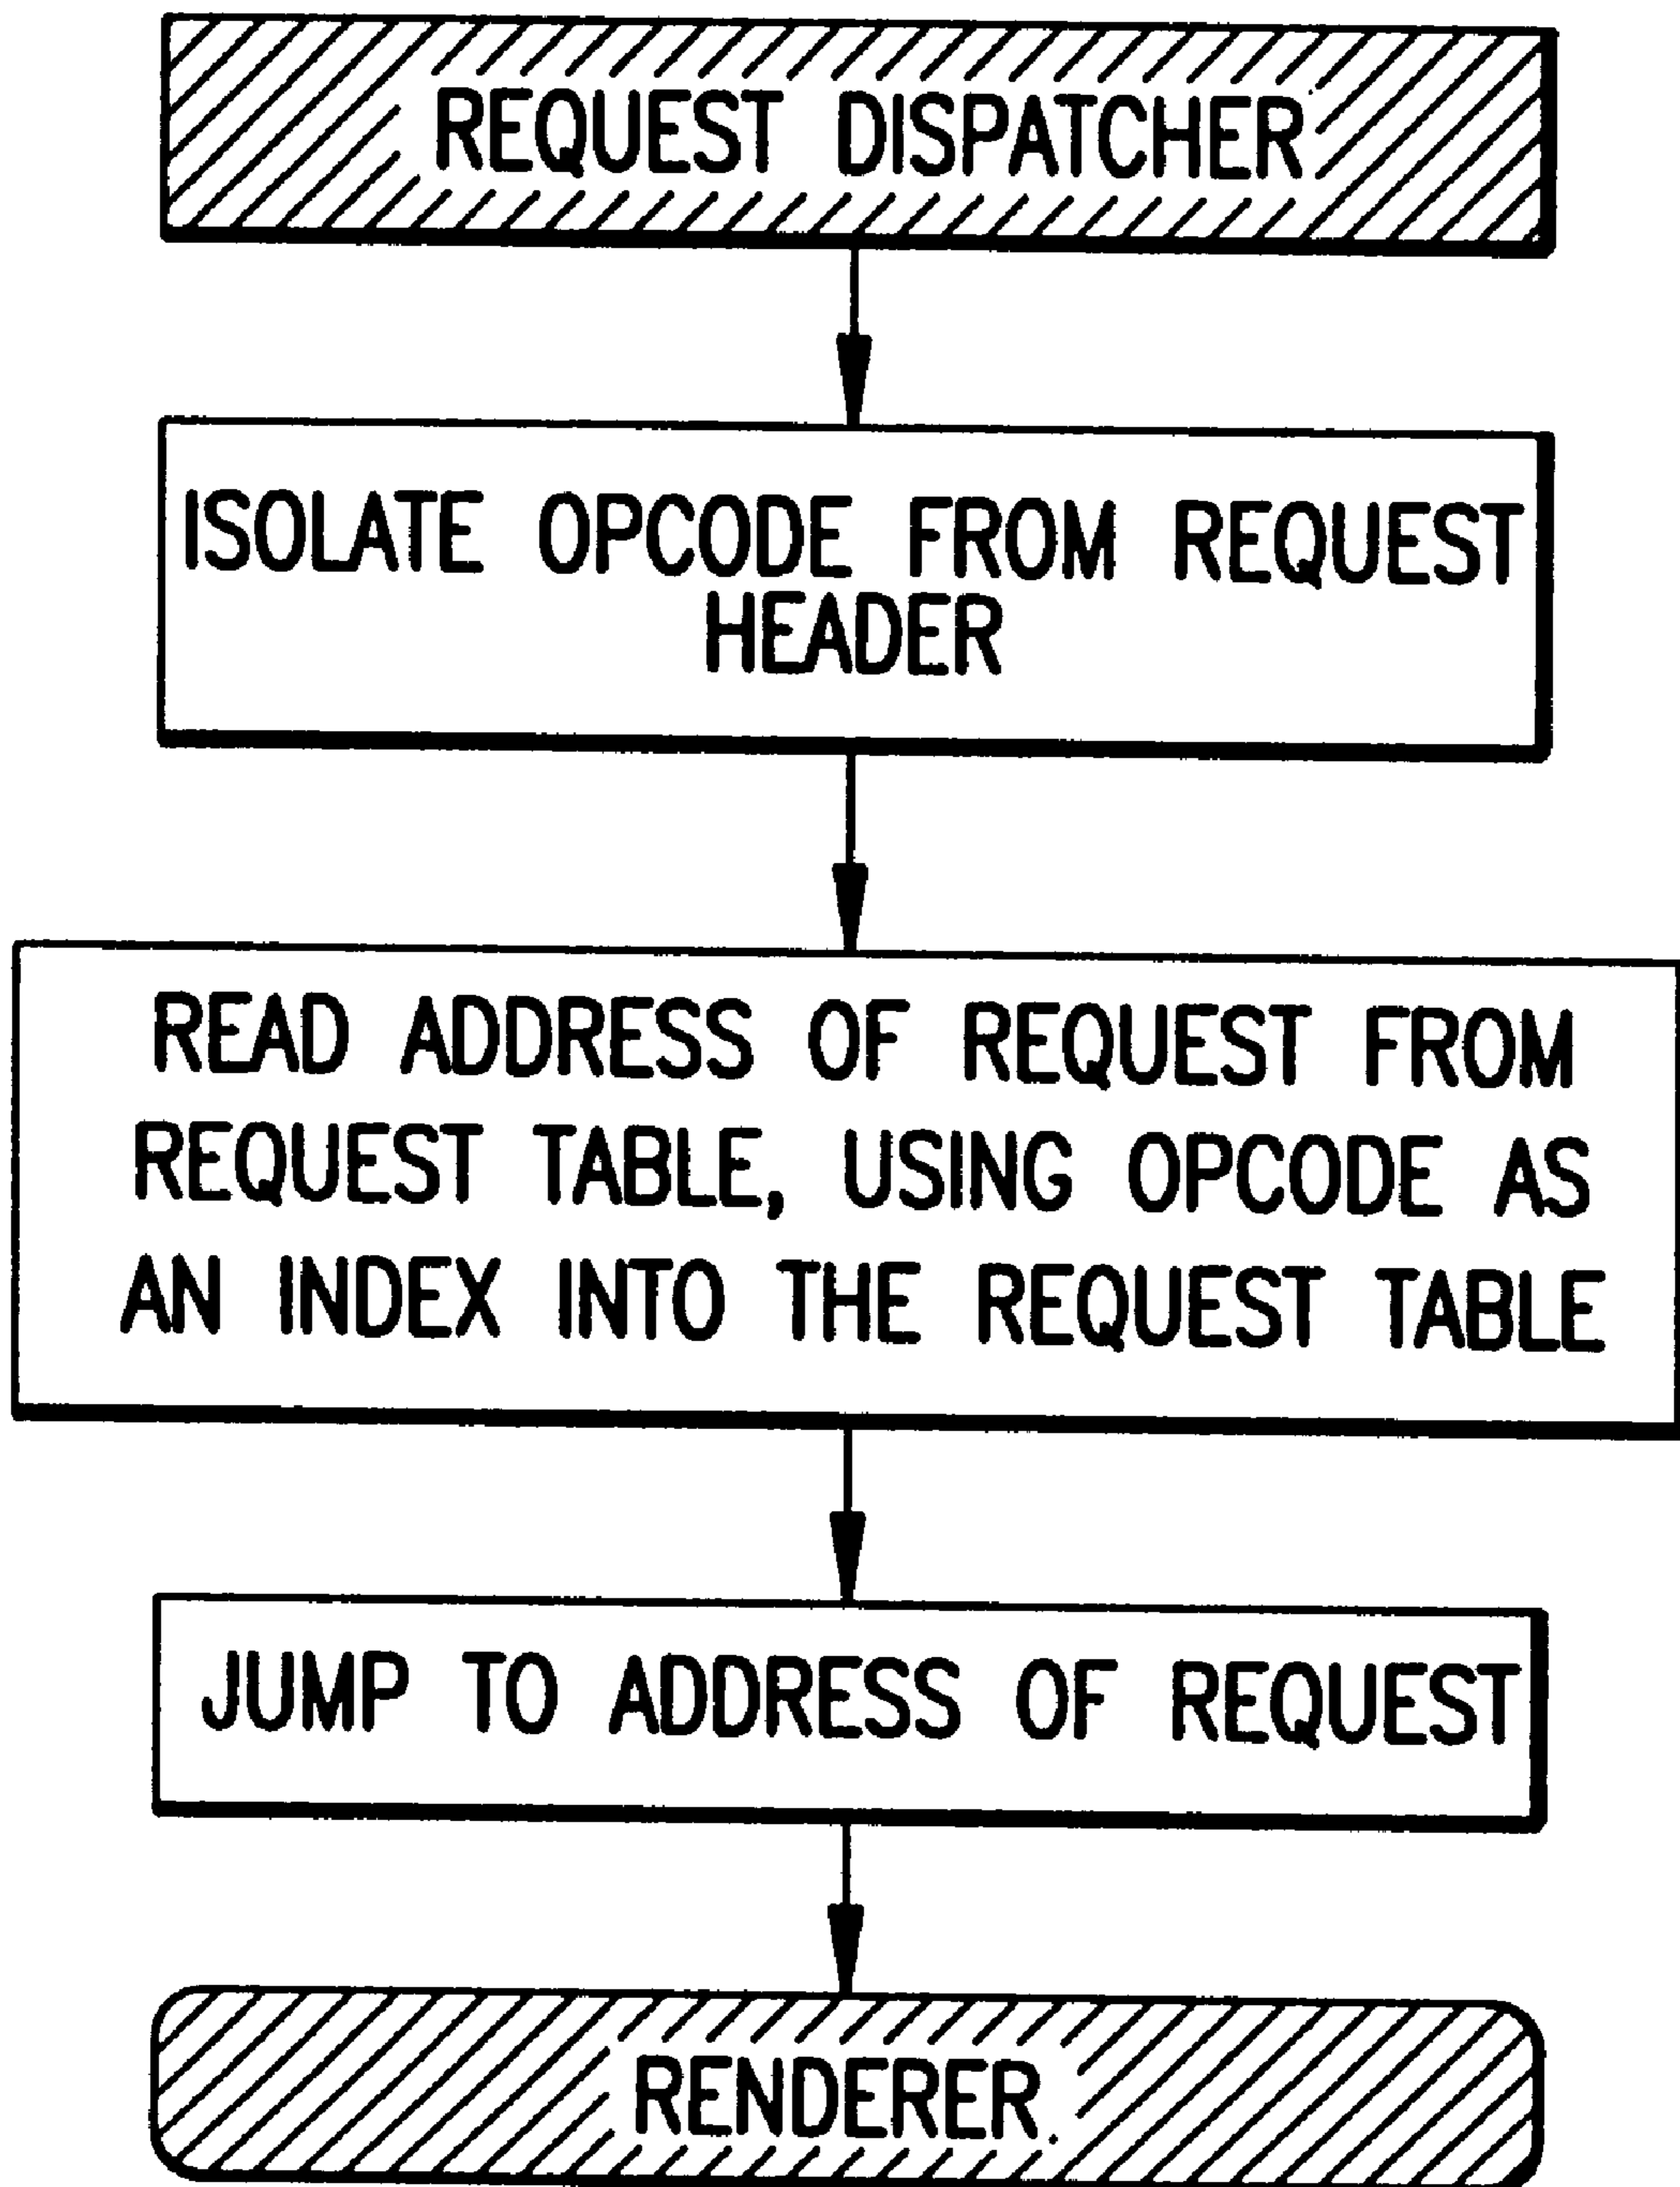 REQUEST DISPATCHER
ISOLATE OPCODE FROM REQUEST
HEADER
READ ADDRESS OF REQUEST FROM
REQUEST TABLE, USING OPCODE AS
AN INDEX INTO THE REQUEST TABLE
JUMP TO ADDRESS OF REQUEST
RENDERER